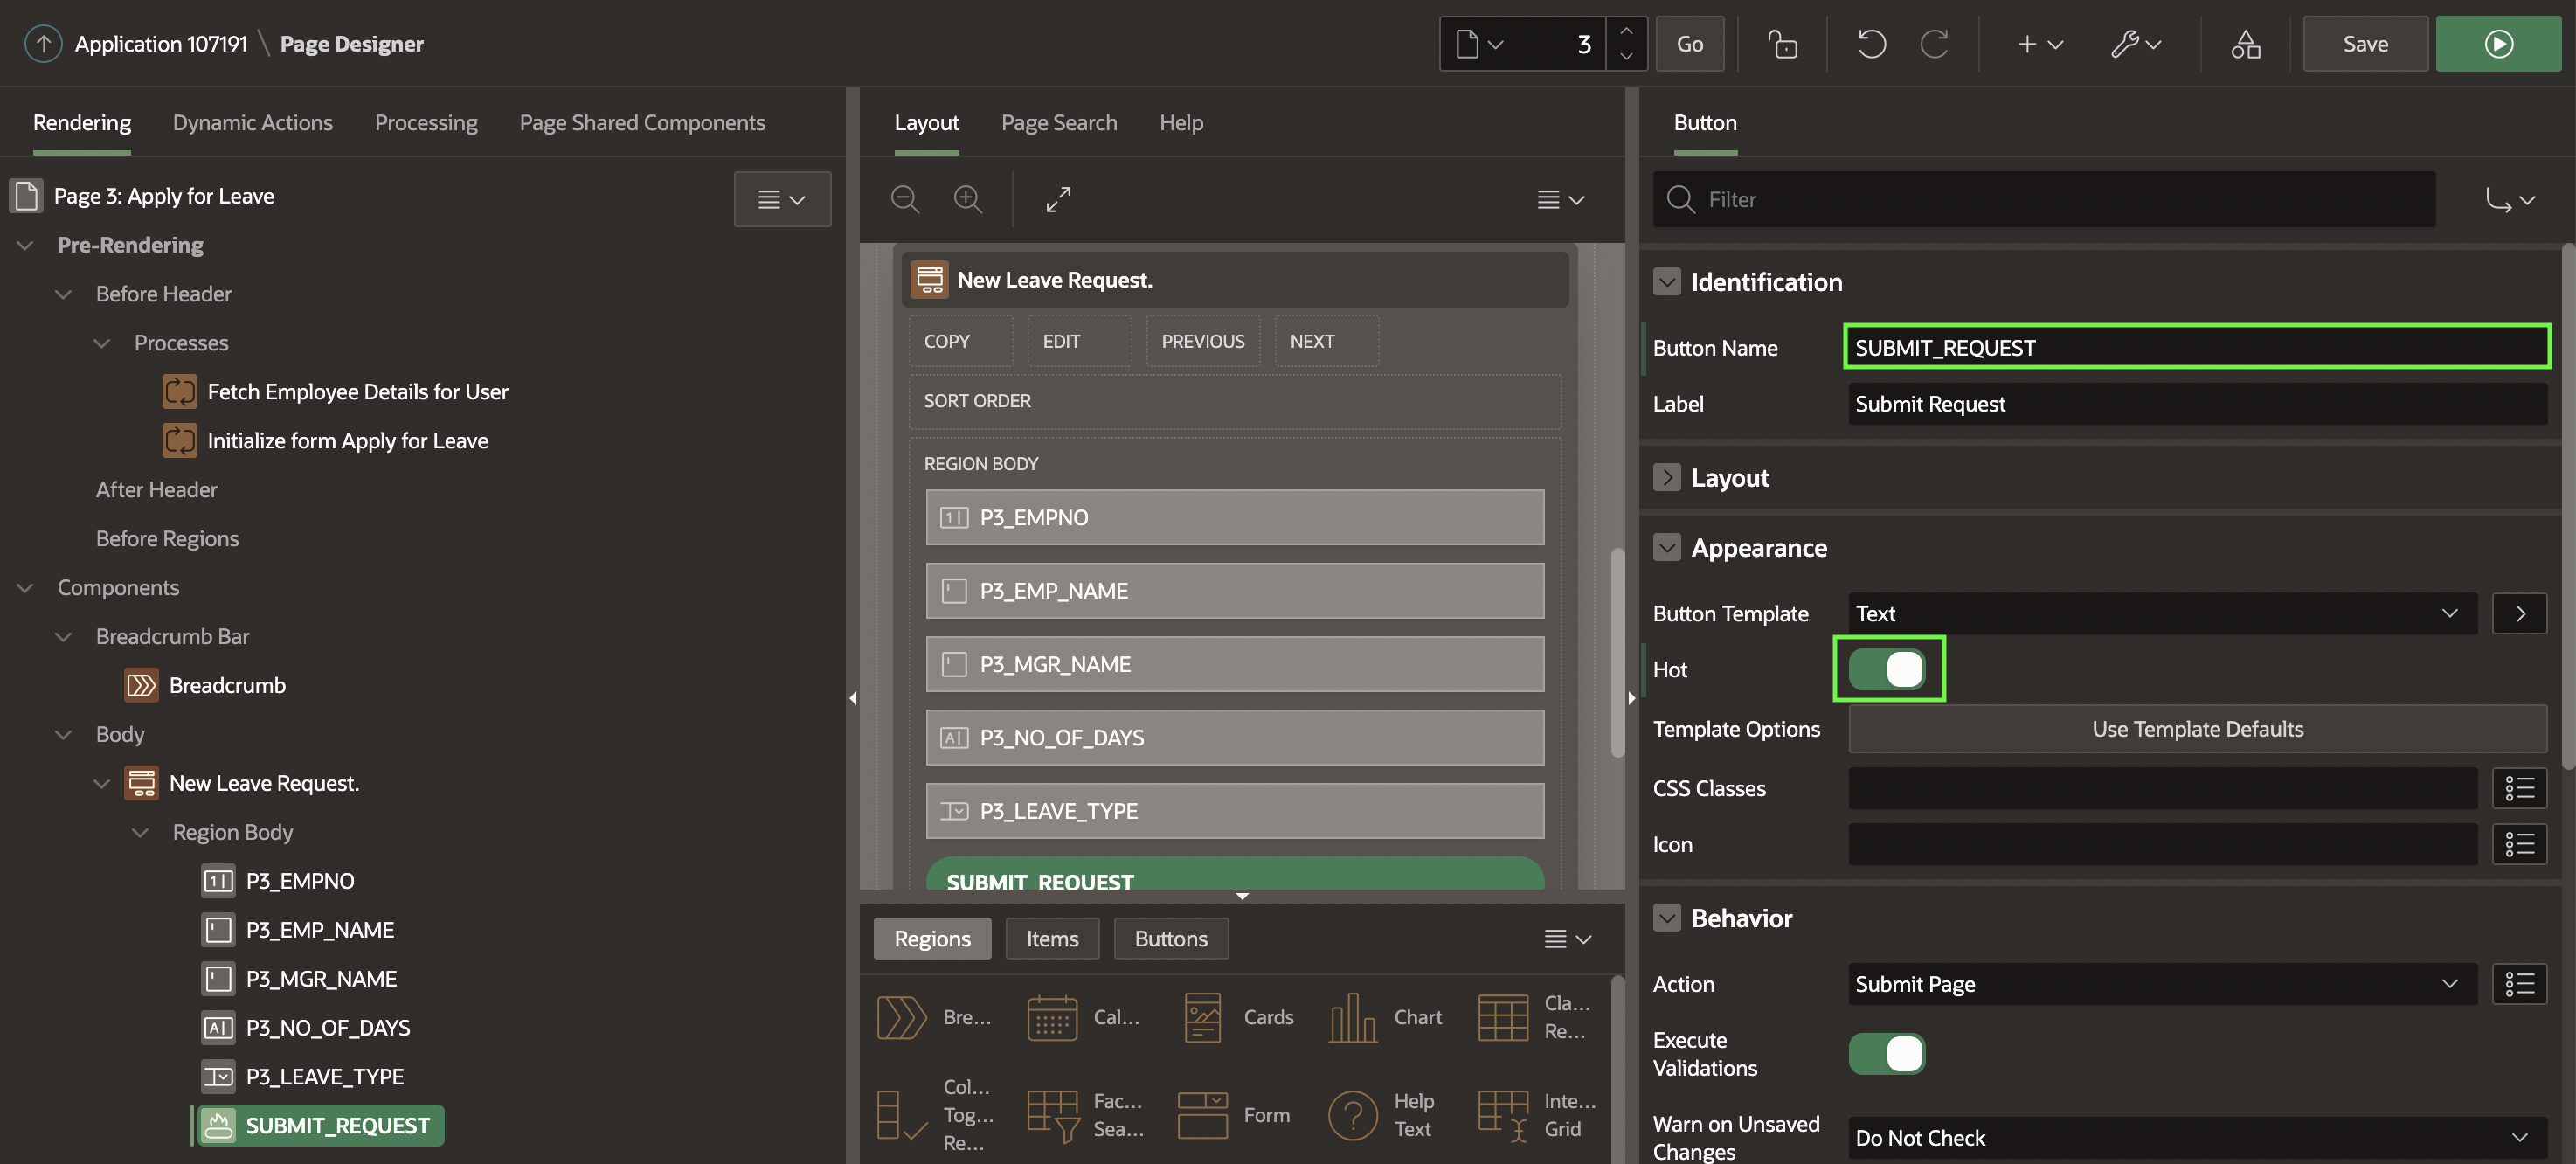 Application 107191 \ Page Designer
3
Go
Save
Rendering
Dynamic Actions
Processing
Page Shared Components
Page 3: Apply for Leave
Pre-Rendering
Before Header
Processes
Fetch Employee Details for User
Initialize form Apply for Leave
After Header
Before Regions
Components
Breadcrumb Bar
Breadcrumb
Body
New Leave Request.
Region Body
P3_EMPNO
P3_EMP_NAME
P3_MGR_NAME
P3_NO_OF_DAYS
P3_LEAVE_TYPE
SUBMIT_REQUEST
Layout
Page Search
Help
New Leave Request.
COPY
EDIT
PREVIOUS
NEXT
SORT ORDER
REGION BODY
P3_EMPNO
P3_EMP_NAME
P3_MGR_NAME
P3_NO_OF_DAYS
P3_LEAVE_TYPE
SUBMIT_REQUEST
Regions
Items
Buttons
Bre...
Cal...
Cards
Chart
Cla...
Re...
Col...
Tog...
Re...
Fac...
Sea...
Form
Help
Text
Inte...
Grid
Button
Filter
Identification
Button Name
SUBMIT_REQUEST
Label
Submit Request
Layout
Appearance
Button Template
Text
Hot
Template Options
Use Template Defaults
CSS Classes
Icon
Behavior
Action
Submit Page
Execute
Validations
Warn on Unsaved
Changes
Do Not Check